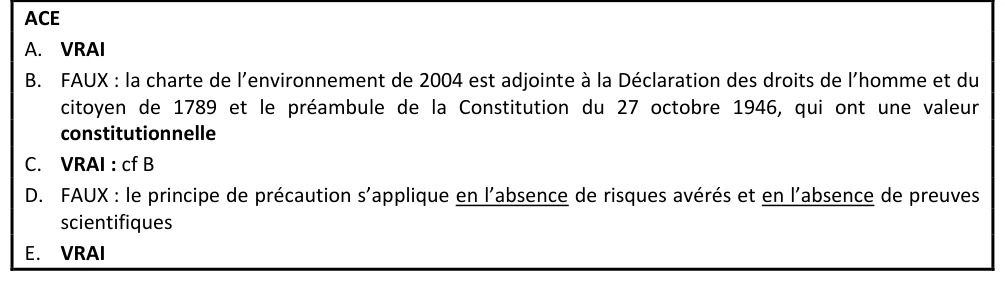 ACE
A. VRAI
B. FAUX : la charte de l’environnement de 2004 est adjointe à la Déclaration des droits de l’homme et du
citoyen de 1789 et le préambule de la Constitution du 27 octobre 1946, qui ont une valeur
constitutionnelle
C. VRAI : cf B
D. FAUX : le principe de précaution s’applique en l’absence de risques avérés et en l’absence de preuves
scientifiques
E. VRAI